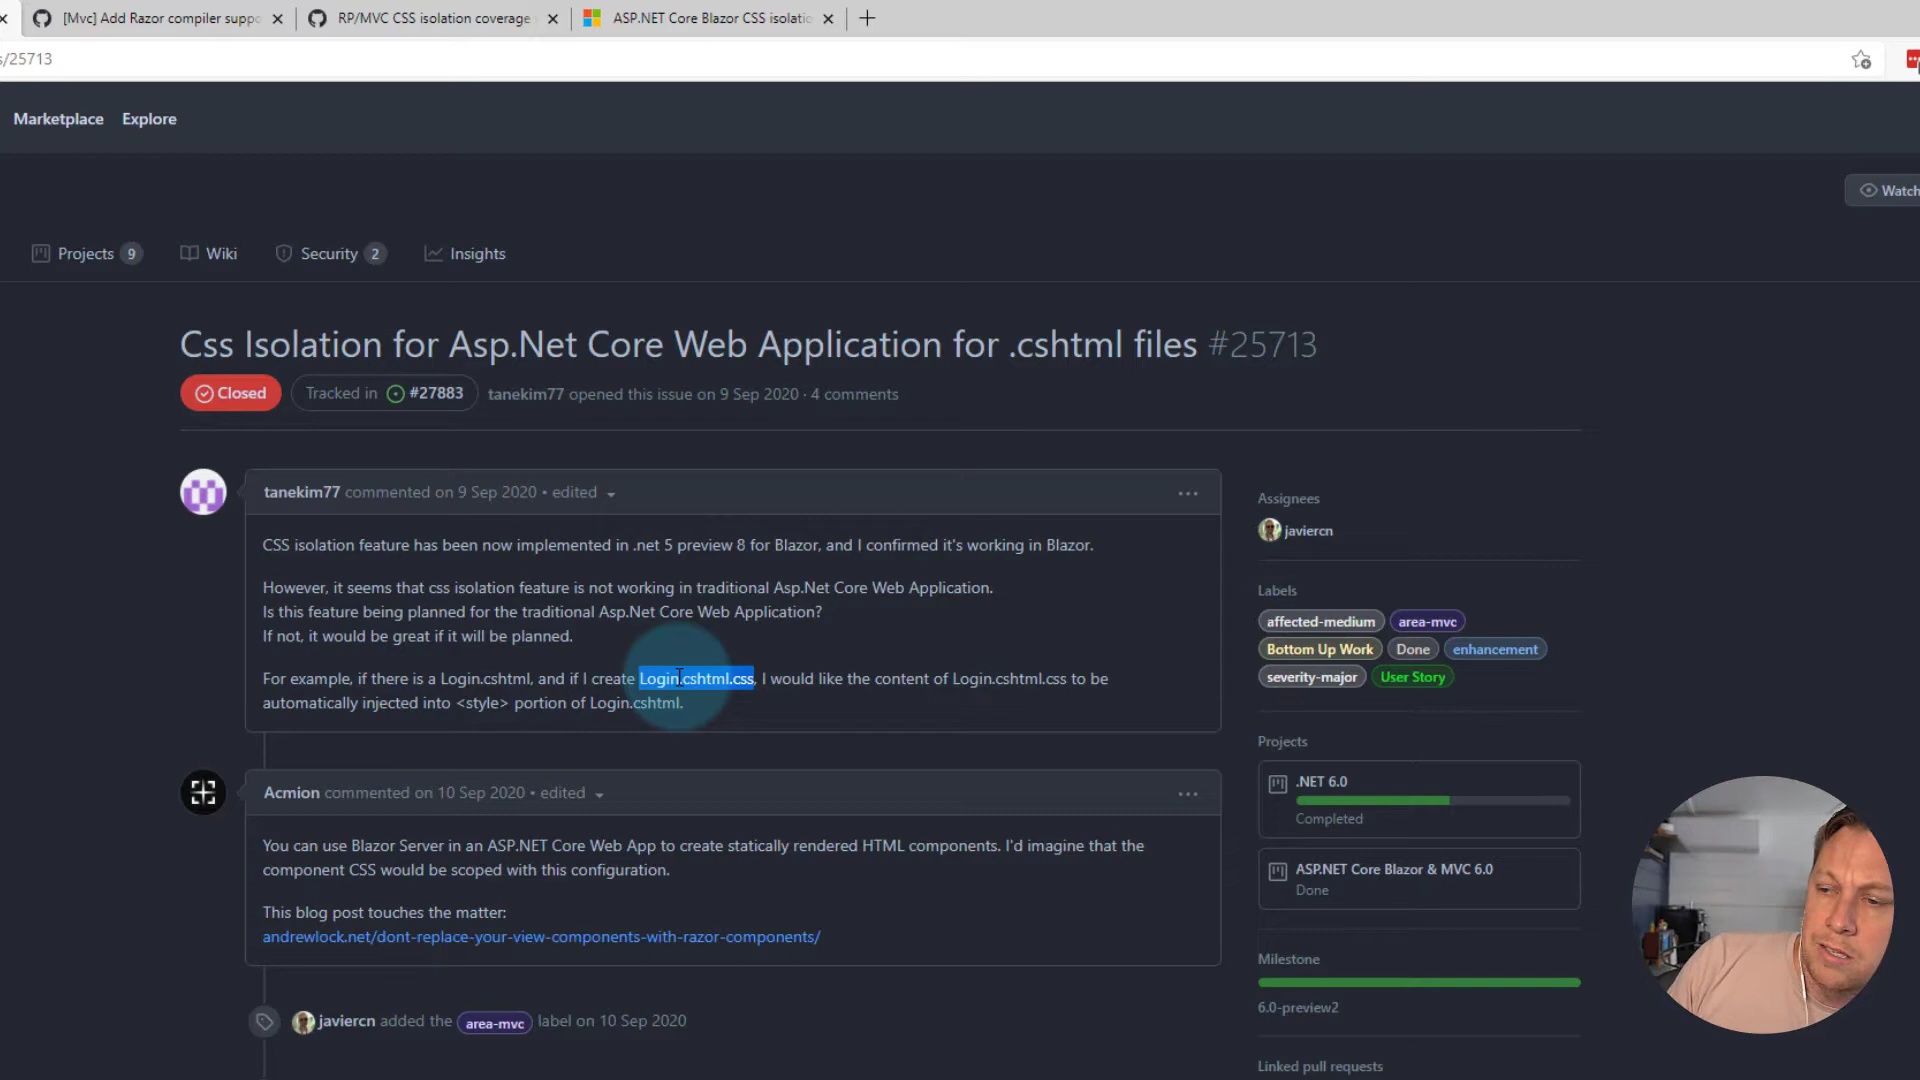 [Mvc] Add Razor compiler suppo
RP/MVC CSS isolation coverage
ASP.NET Core Blazor CSS isolatio
s/25713
Marketplace Explore
Watch
Projects 9 Wiki Security 2 Insights
Css Isolation for Asp.Net Core Web Application for .cshtml files #25713
Closed Tracked in #27883 tanekim77 opened this issue on 9 Sep 2020 · 4 comments
tanekim77 commented on 9 Sep 2020 • edited
CSS isolation feature has been now implemented in .net 5 preview 8 for Blazor, and I confirmed it's working in Blazor.
However, it seems that css isolation feature is not working in traditional Asp.Net Core Web Application.
Is this feature being planned for the traditional Asp.Net Core Web Application?
If not, it would be great if it will be planned.
For example, if there is a Login.cshtml, and if I create Login.cshtml.css, I would like the content of Login.cshtml.css to be
automatically injected into <style> portion of Login.cshtml.
Acmion commented on 10 Sep 2020 • edited
You can use Blazor Server in an ASP.NET Core Web App to create statically rendered HTML components. I'd imagine that the
component CSS would be scoped with this configuration.
This blog post touches the matter:
andrewlock.net/dont-replace-your-view-components-with-razor-components/
javiercn added the area-mvc label on 10 Sep 2020
Assignees
javiercn
Labels
affected-medium area-mvc
Bottom Up Work Done enhancement
severity-major User Story
Projects
.NET 6.0
Completed
ASP.NET Core Blazor & MVC 6.0
Done
Milestone
6.0-preview2
Linked pull requests